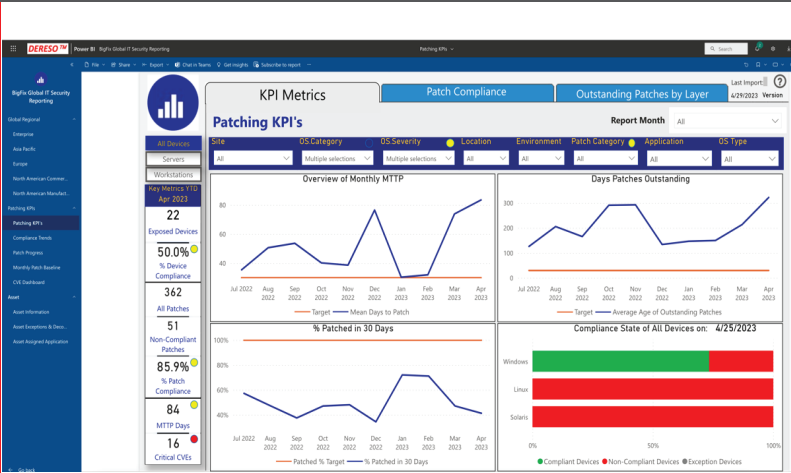 DERESO ™ Power BI BigFix Global IT Security Reporting
Patching KPIs
Search
File Share Export Chat in Teams Get insights Subscribe to report
BigFix Global IT Security
Reporting
Global Regional
Enterprise
Asia Pacific
Europe
North American Commer...
North American Manufact...
Patching KPIs
Patching KPI's
Compliance Trends
Patch Progress
Monthly Patch Baseline
CVE Dashboard
Asset
Asset Information
Asset Exceptions & Deco...
Asset Assigned Application
Go back
KPI Metrics
Patch Compliance
Outstanding Patches by Layer
Last Import:
4/29/2023 Version
?
Patching KPI's
Report Month All
All Devices
Servers
Workstations
Site OS.Category OS.Severity Location Environment Patch Category Application OS Type
All Multiple selections Multiple selections All All All All All
Key Metrics YTD
Apr 2023
22
Exposed Devices
50.0%
% Device
Compliance
362
All Patches
51
Non-Compliant
Patches
85.9%
% Patch
Compliance
84
MTTP Days
16
Critical CVEs
Overview of Monthly MTTP
80
60
40
Jul 2022 Aug 2022 Sep 2022 Oct 2022 Nov 2022 Dec 2022 Jan 2023 Feb 2023 Mar 2023 Apr 2023
Target Mean Days to Patch
Days Patches Outstanding
300
200
100
0
Jul 2022 Aug 2022 Sep 2022 Oct 2022 Nov 2022 Dec 2022 Jan 2023 Feb 2023 Mar 2023 Apr 2023
Target Average Age of Outstanding Patches
% Patched in 30 Days
100%
80%
60%
40%
Jul 2022 Aug 2022 Sep 2022 Oct 2022 Nov 2022 Dec 2022 Jan 2023 Feb 2023 Mar 2023 Apr 2023
Patched % Target % Patched in 30 Days
Compliance State of All Devices on: 4/25/2023
Windows
Linux
Solaris
0% 50% 100%
Compliant Devices Non-Compliant Devices Exception Devices